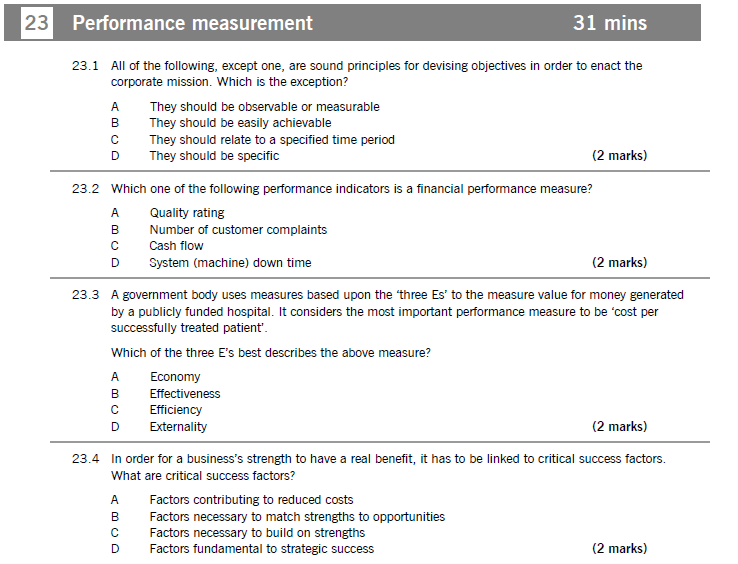 23 Performance measurement 31 mins
23.1 All of the following, except one, are sound principles for devising objectives in order to enact the
corporate mission. Which is the exception?
A They should be observable or measurable
B They should be easily achievable
C They should relate to a specified time period
D They should be specific (2 marks)
23.2 Which one of the following performance indicators is a financial performance measure?
A Quality rating
B Number of customer complaints
C Cash flow
D System (machine) down time (2 marks)
23.3 A government body uses measures based upon the ‘three Es’ to the measure value for money generated
by a publicly funded hospital. It considers the most important performance measure to be ‘cost per
successfully treated patient’.
Which of the three E’s best describes the above measure?
A Economy
B Effectiveness
C Efficiency
D Externality (2 marks)
23.4 In order for a business’s strength to have a real benefit, it has to be linked to critical success factors.
What are critical success factors?
A Factors contributing to reduced costs
B Factors necessary to match strengths to opportunities
C Factors necessary to build on strengths
D Factors fundamental to strategic success (2 marks)